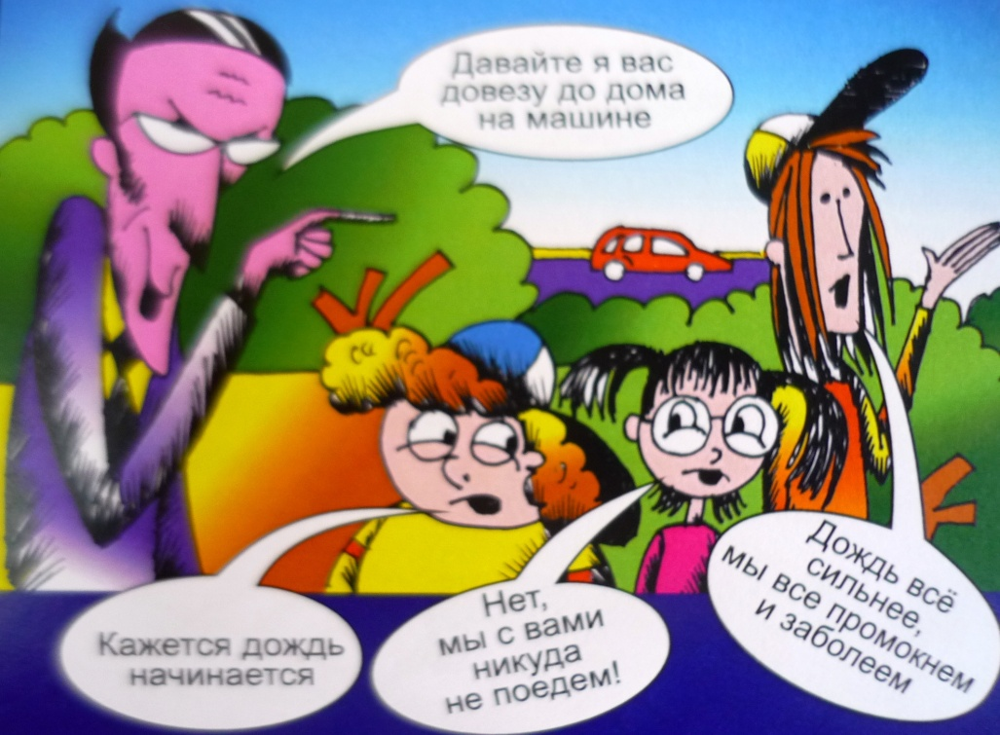 Давайте я вас
довезу до дома
на машине
Кажется дождь
начинается
Нет,
мы с вами
никуда
не поедем!
Дождь всё
сильнее,
мы все промокнем
и заболеем